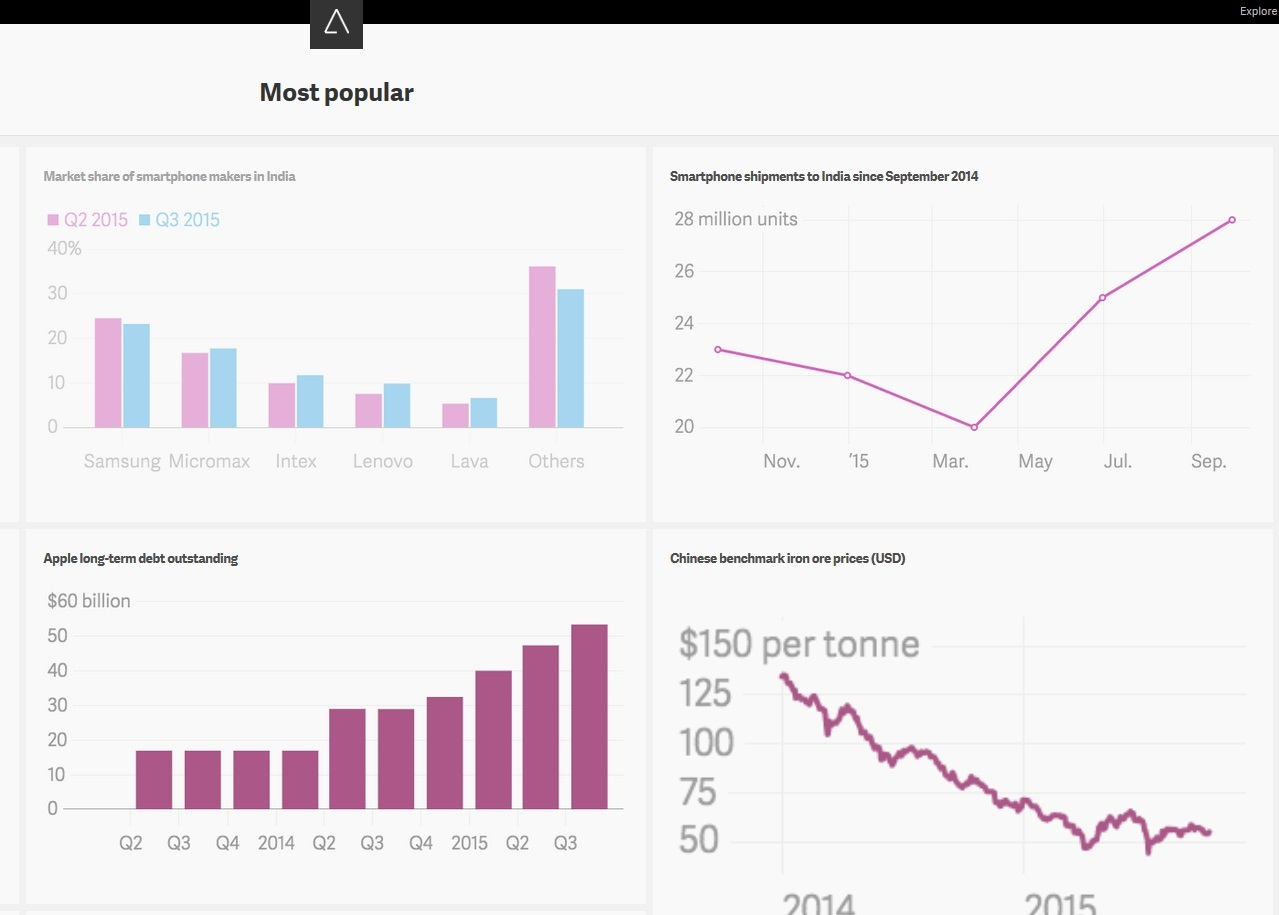 Explore
Most popular
Market share of smartphone makers in India
Q2 2015 Q3 2015
40%
30
20
10
0
Samsung Micromax Intex Lenovo Lava Others
Smartphone shipments to India since September 2014
28 million units
26
24
22
20
Nov. '15 Mar. May Jul. Sep.
Apple long-term debt outstanding
$60 billion
50
40
30
20
10
0
Q2 Q3 Q4 2014 Q2 Q3 Q4 2015 Q2 Q3
Chinese benchmark iron ore prices (USD)
$150 per tonne
125
100
75
50
2014 2015